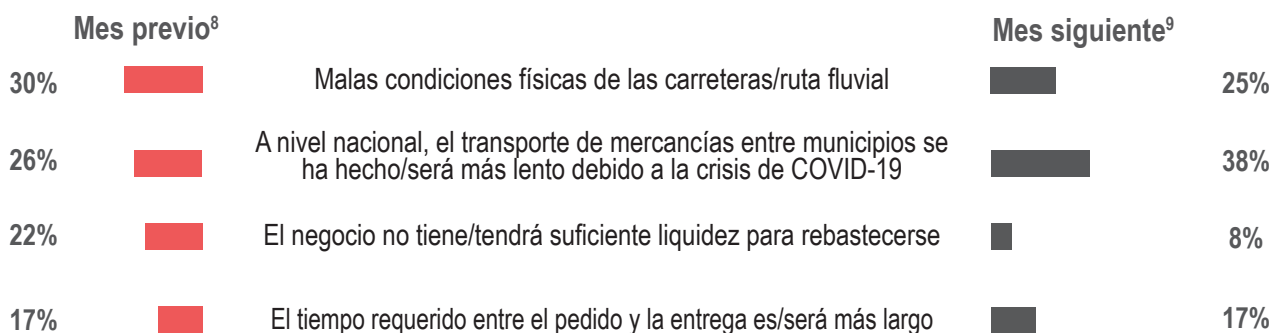 Mes previo⁸ Mes siguiente⁹
30% Malas condiciones físicas de las carreteras/ruta fluvial 25%
A nivel nacional, el transporte de mercancías entre municipios se
26% ha hecho/será más lento debido a la crisis de COVID-19 38%
22% El negocio no tiene/tendrá suficiente liquidez para rebastecerse 8%
17% El tiempo requerido entre el pedido y la entrega es/será más largo 17%